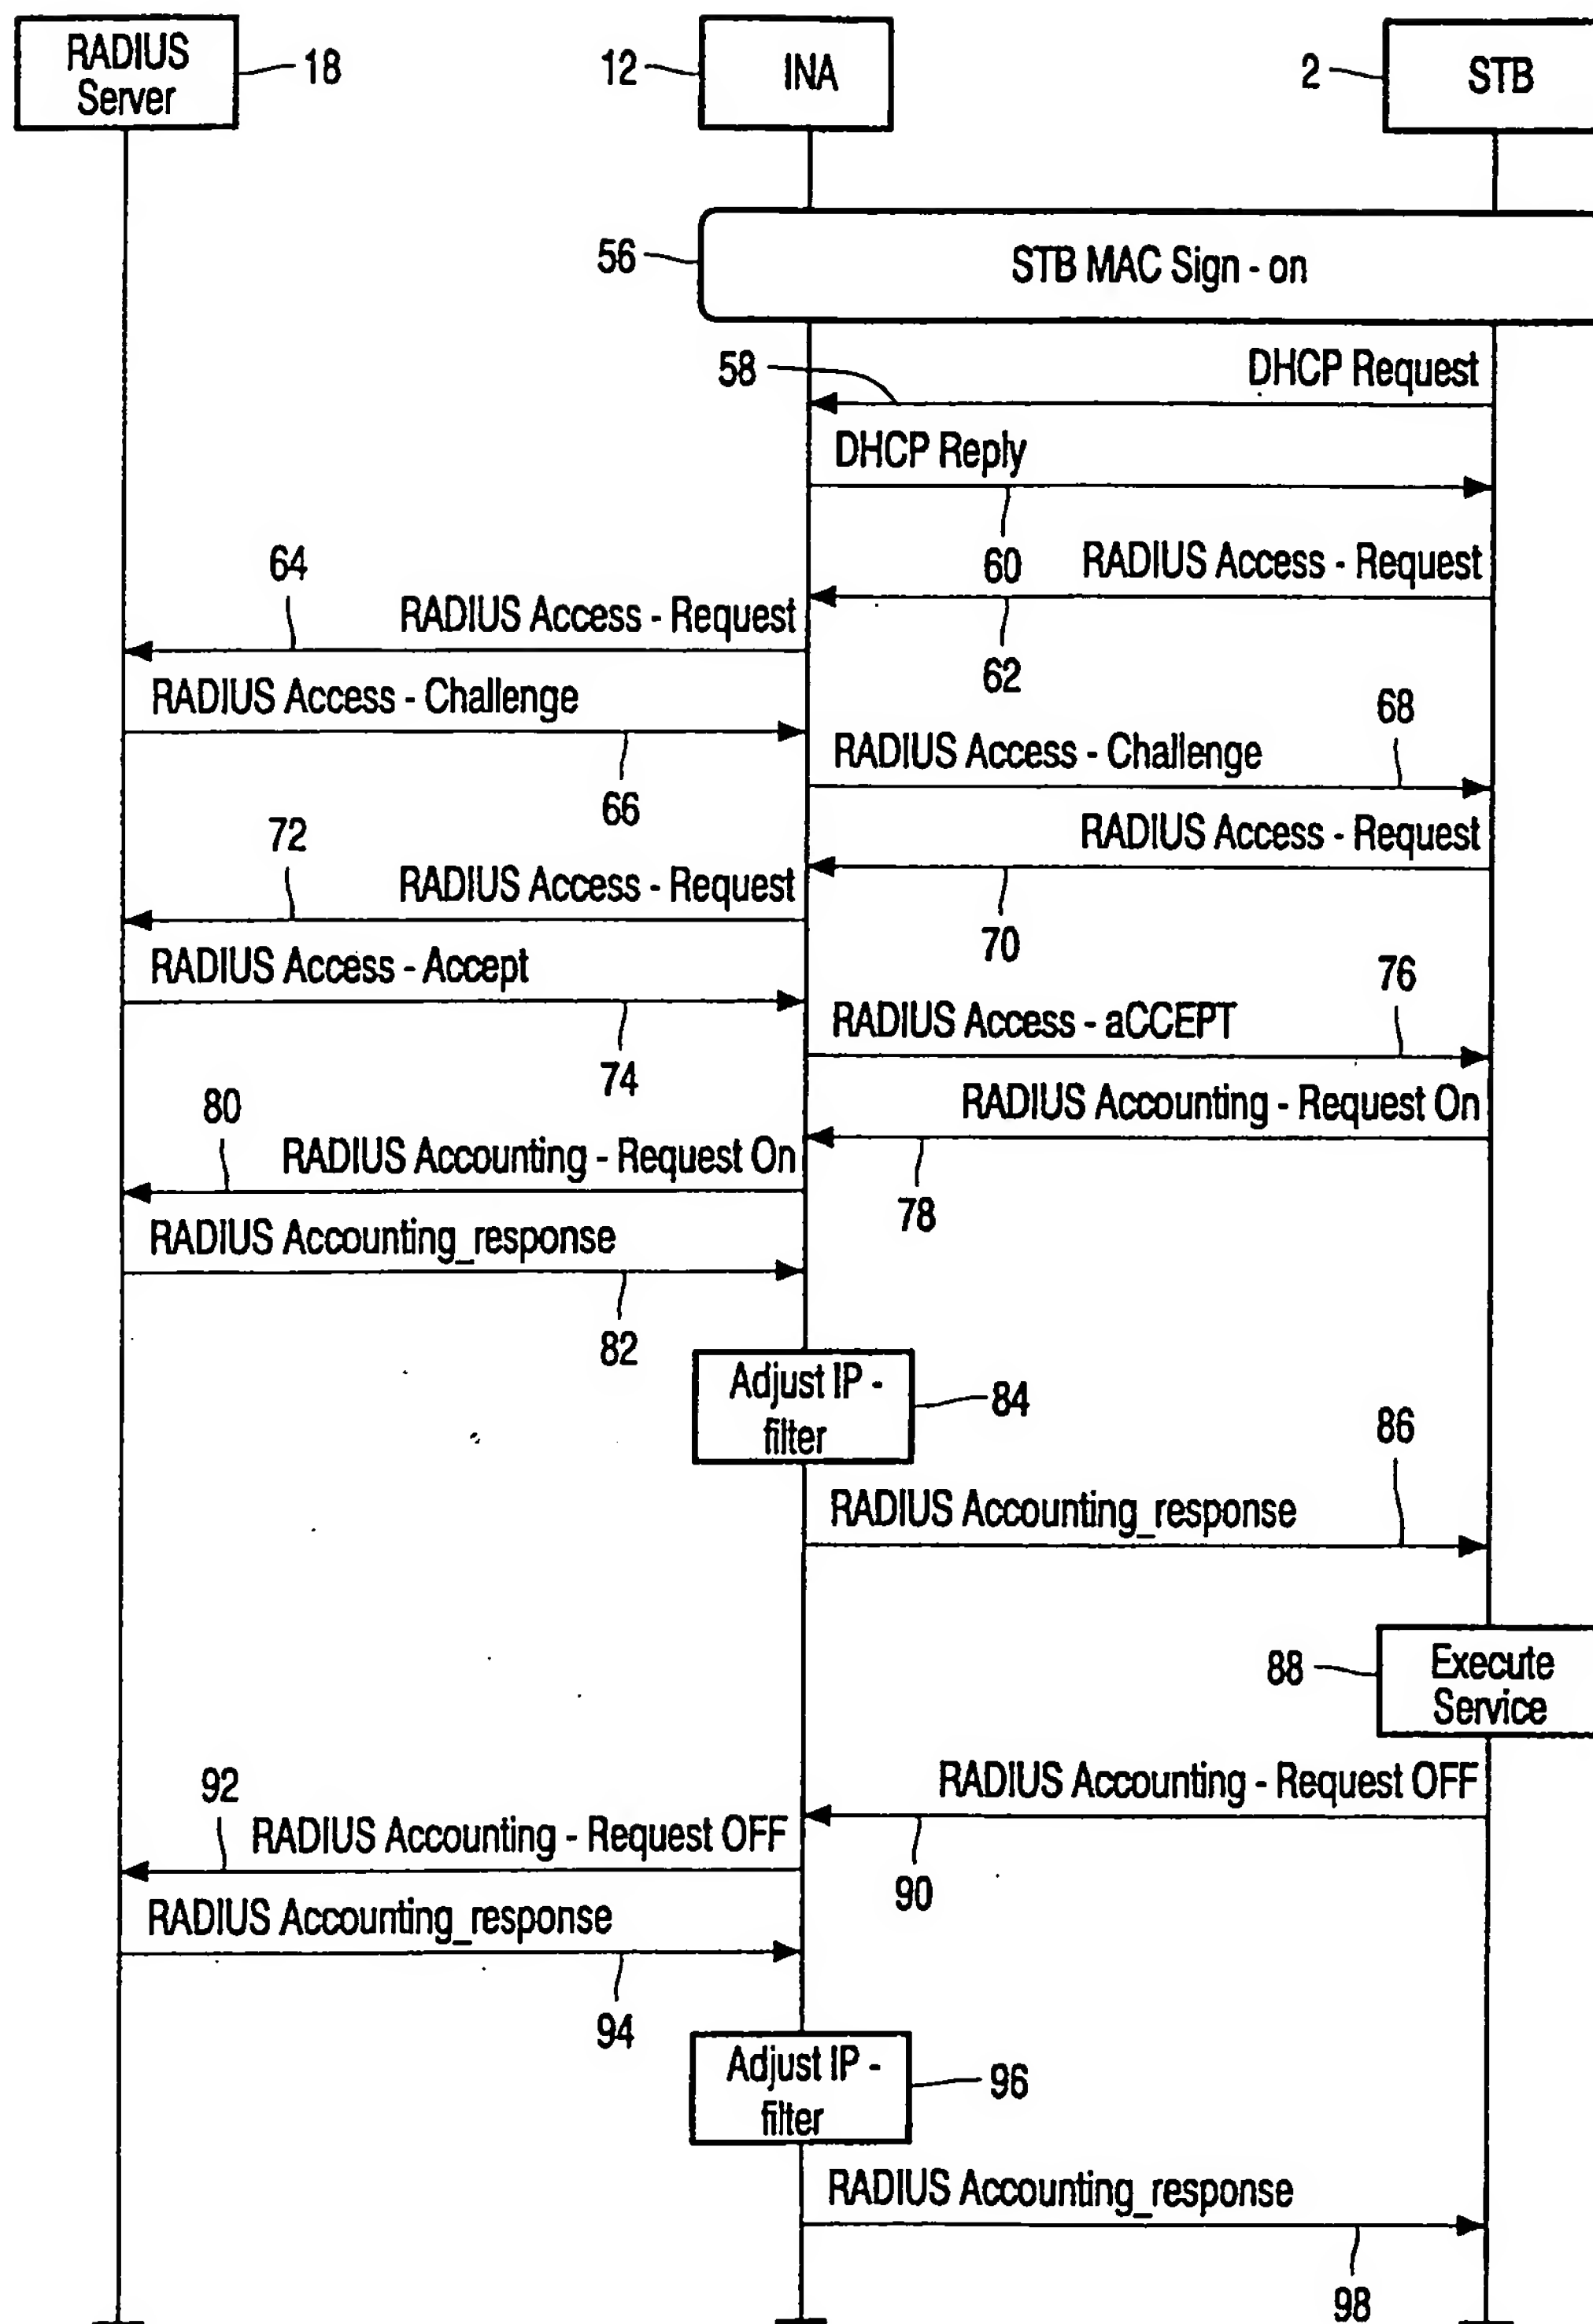 RADIUS
Server
18
12
INA
2
STB
56
STB MAC Sign - on
58
DHCP Request
DHCP Reply
60
RADIUS Access - Request
62
64
RADIUS Access - Request
RADIUS Access - Challenge
66
68
RADIUS Access - Challenge
RADIUS Access - Request
70
72
RADIUS Access - Request
RADIUS Access - Accept
74
76
RADIUS Access - aCCEPT
RADIUS Accounting - Request On
78
80
RADIUS Accounting - Request On
RADIUS Accounting_response
82
Adjust IP -
filter
84
86
RADIUS Accounting_response
88
Execute
Service
RADIUS Accounting - Request OFF
90
92
RADIUS Accounting - Request OFF
RADIUS Accounting_response
94
Adjust IP -
filter
96
RADIUS Accounting_response
98